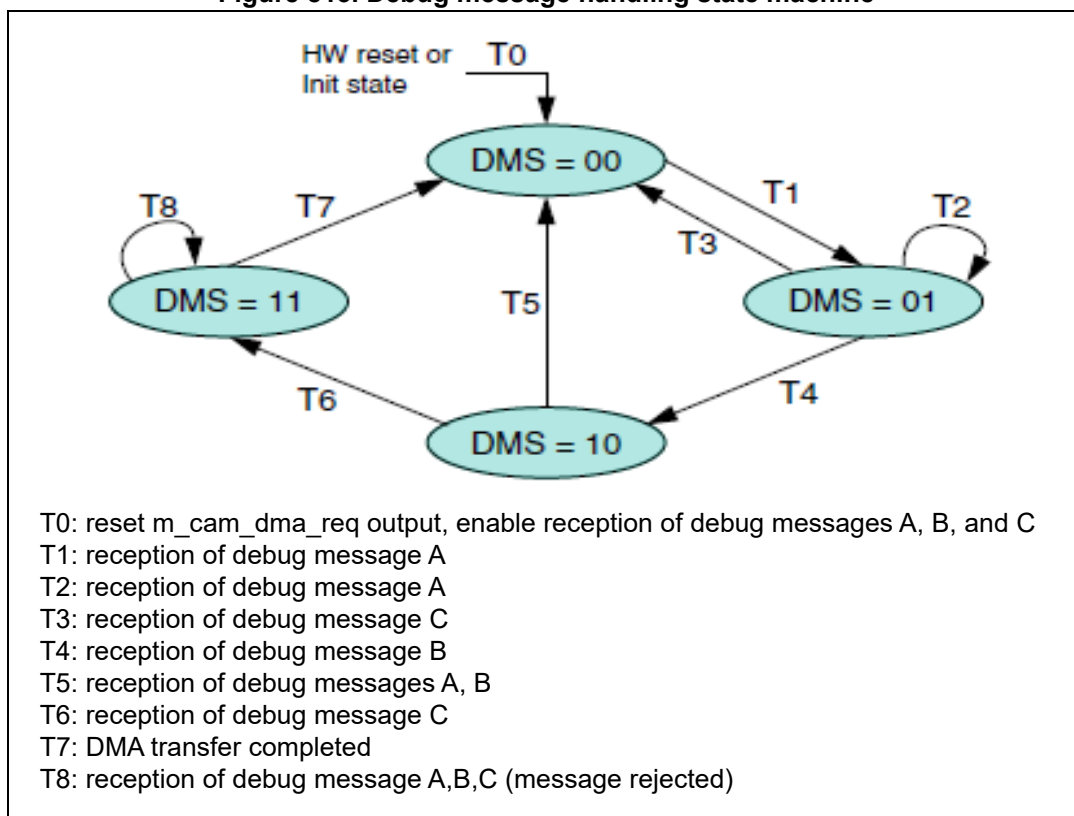 HW reset or T0
Init state
DMS = 00
T1
T8
T7
T3
T2
DMS = 11
T5
DMS = 01
T6
T4
DMS = 10
T0: reset m_cam_dma_req output, enable reception of debug messages A, B, and C
T1: reception of debug message A
T2: reception of debug message A
T3: reception of debug message C
T4: reception of debug message B
T5: reception of debug messages A, B
T6: reception of debug message C
T7: DMA transfer completed
T8: reception of debug message A,B,C (message rejected)